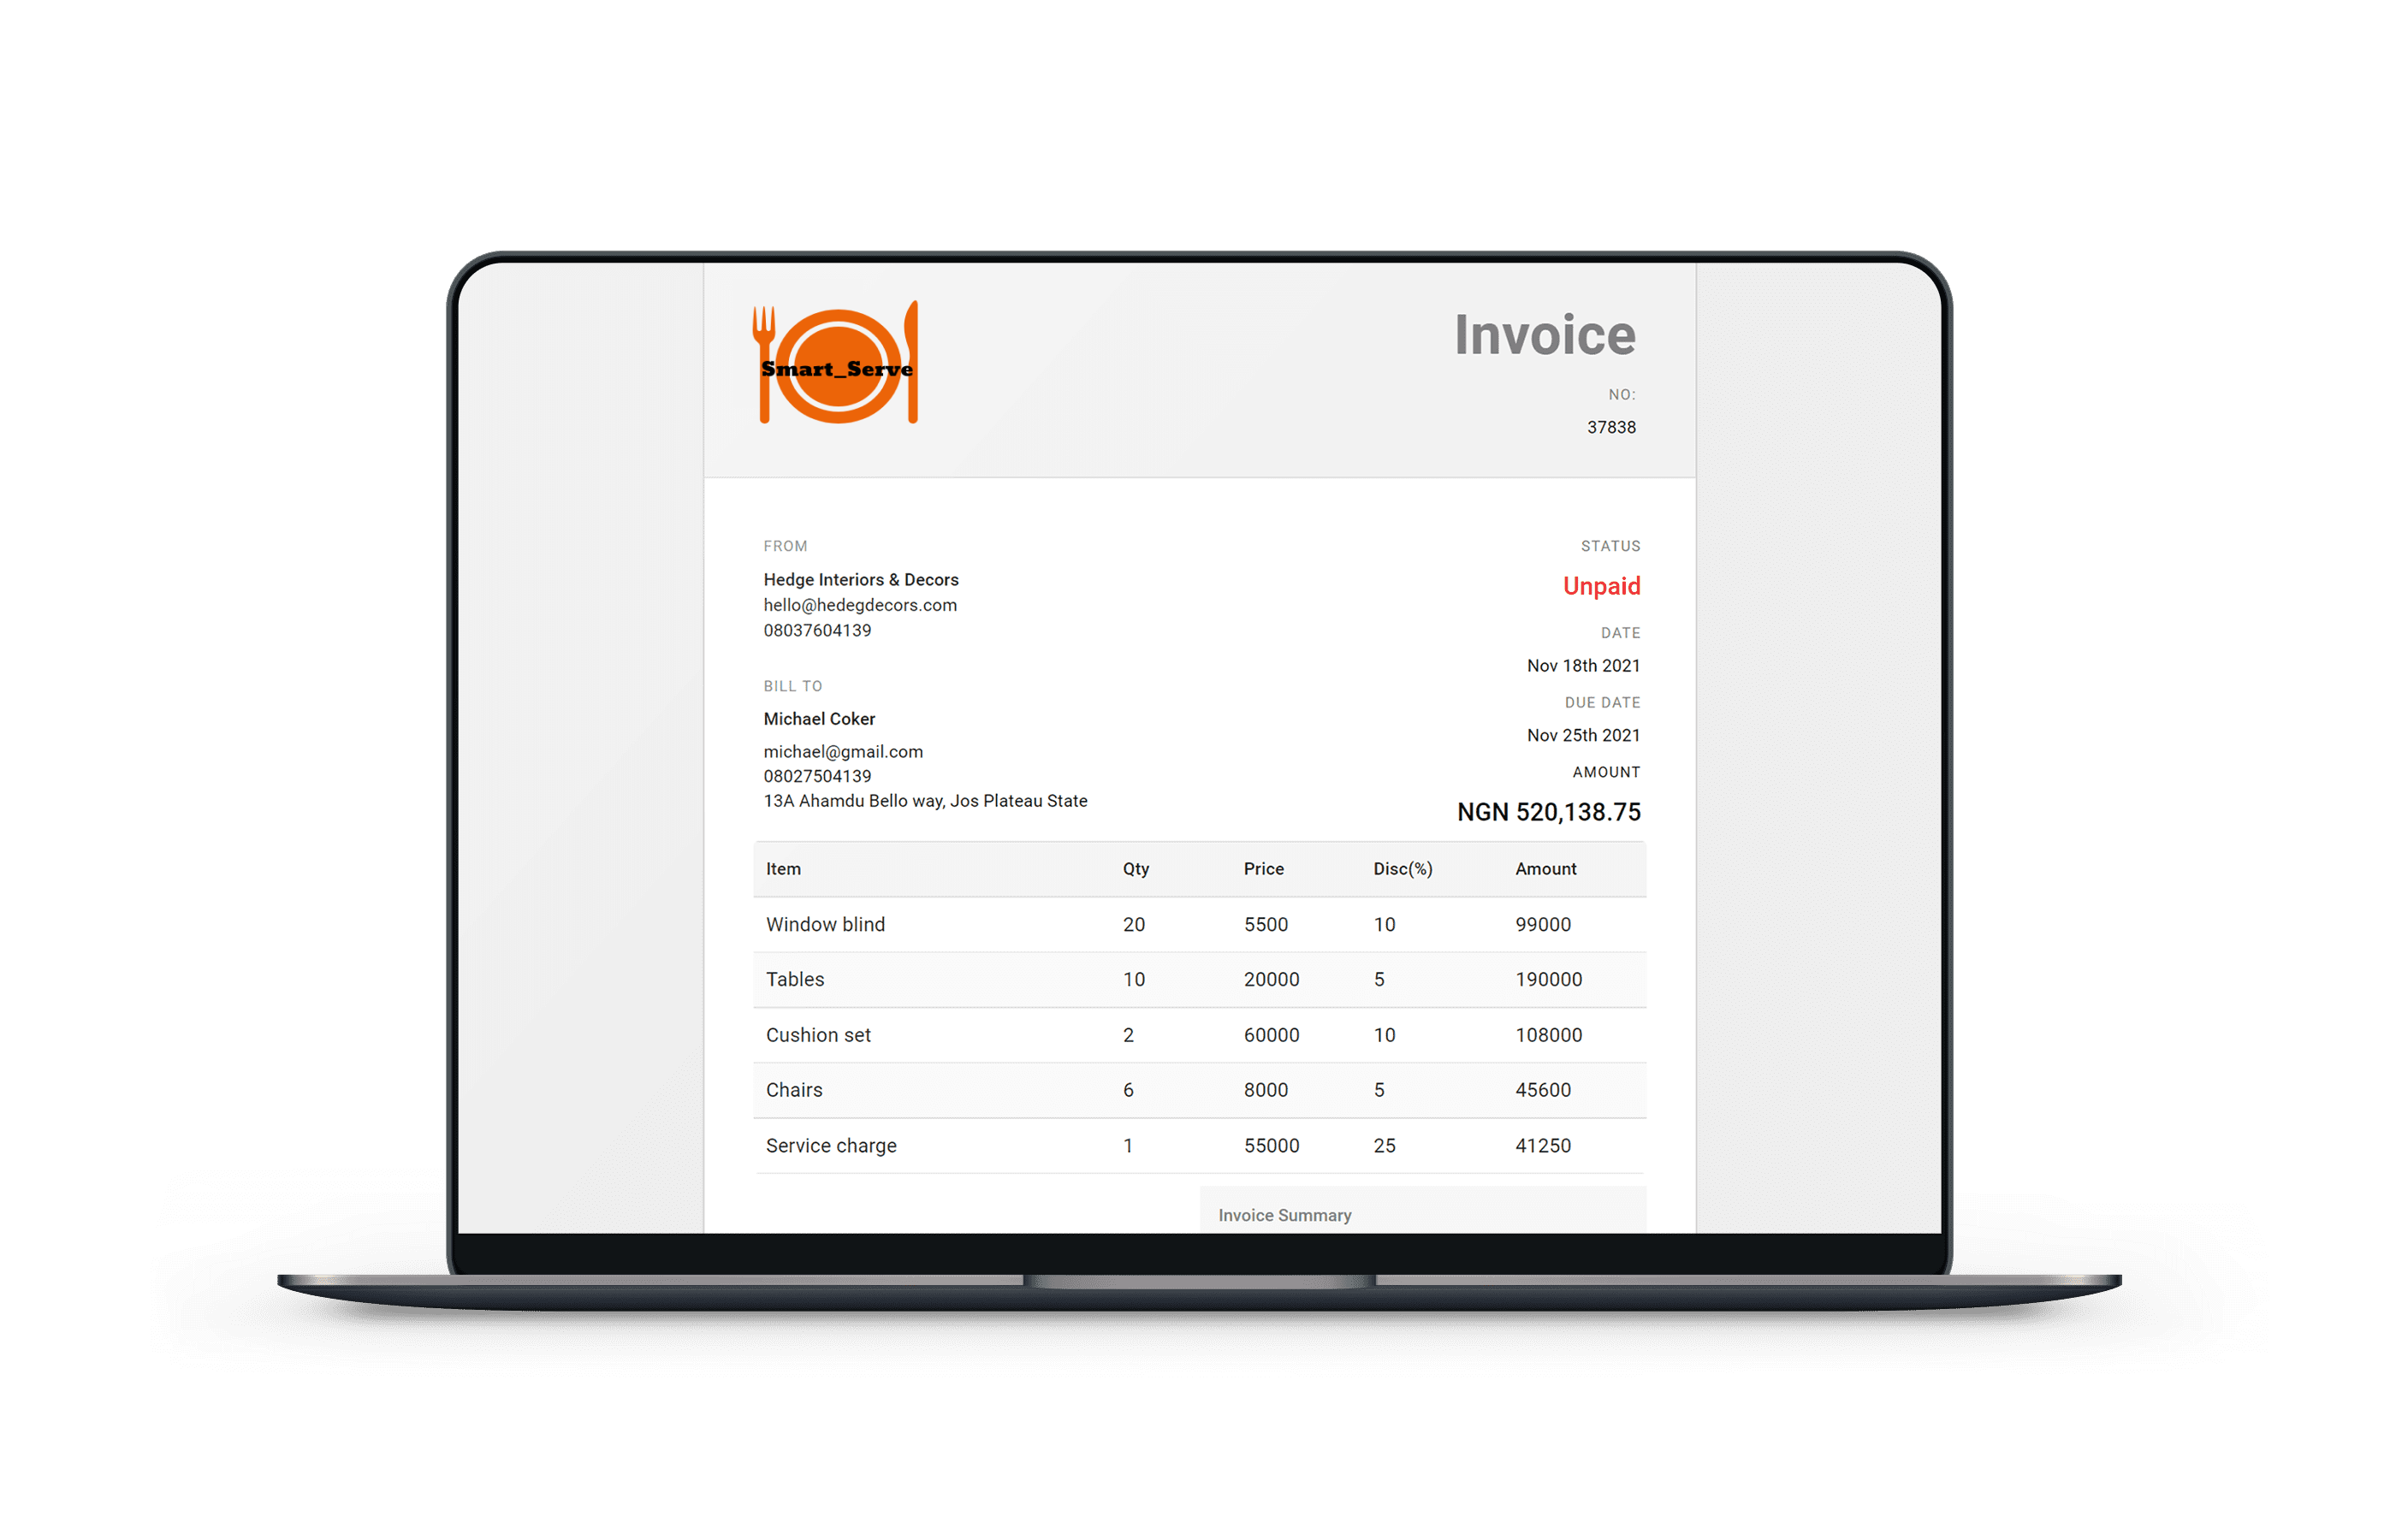 Smart_Serve
Invoice
NO:
37838
FROM
Hedge Interiors & Decors
hello@hedegdecors.com
08037604139
BILL TO
Michael Coker
michael@gmail.com
08027504139
13A Ahamdu Bello way, Jos Plateau State
STATUS
Unpaid
DATE
Nov 18th 2021
DUE DATE
Nov 25th 2021
AMOUNT
NGN 520,138.75
Item Qty Price Disc(%) Amount
Window blind 20 5500 10 99000
Tables 10 20000 5 190000
Cushion set 2 60000 10 108000
Chairs 6 8000 5 45600
Service charge 1 55000 25 41250
Invoice Summary